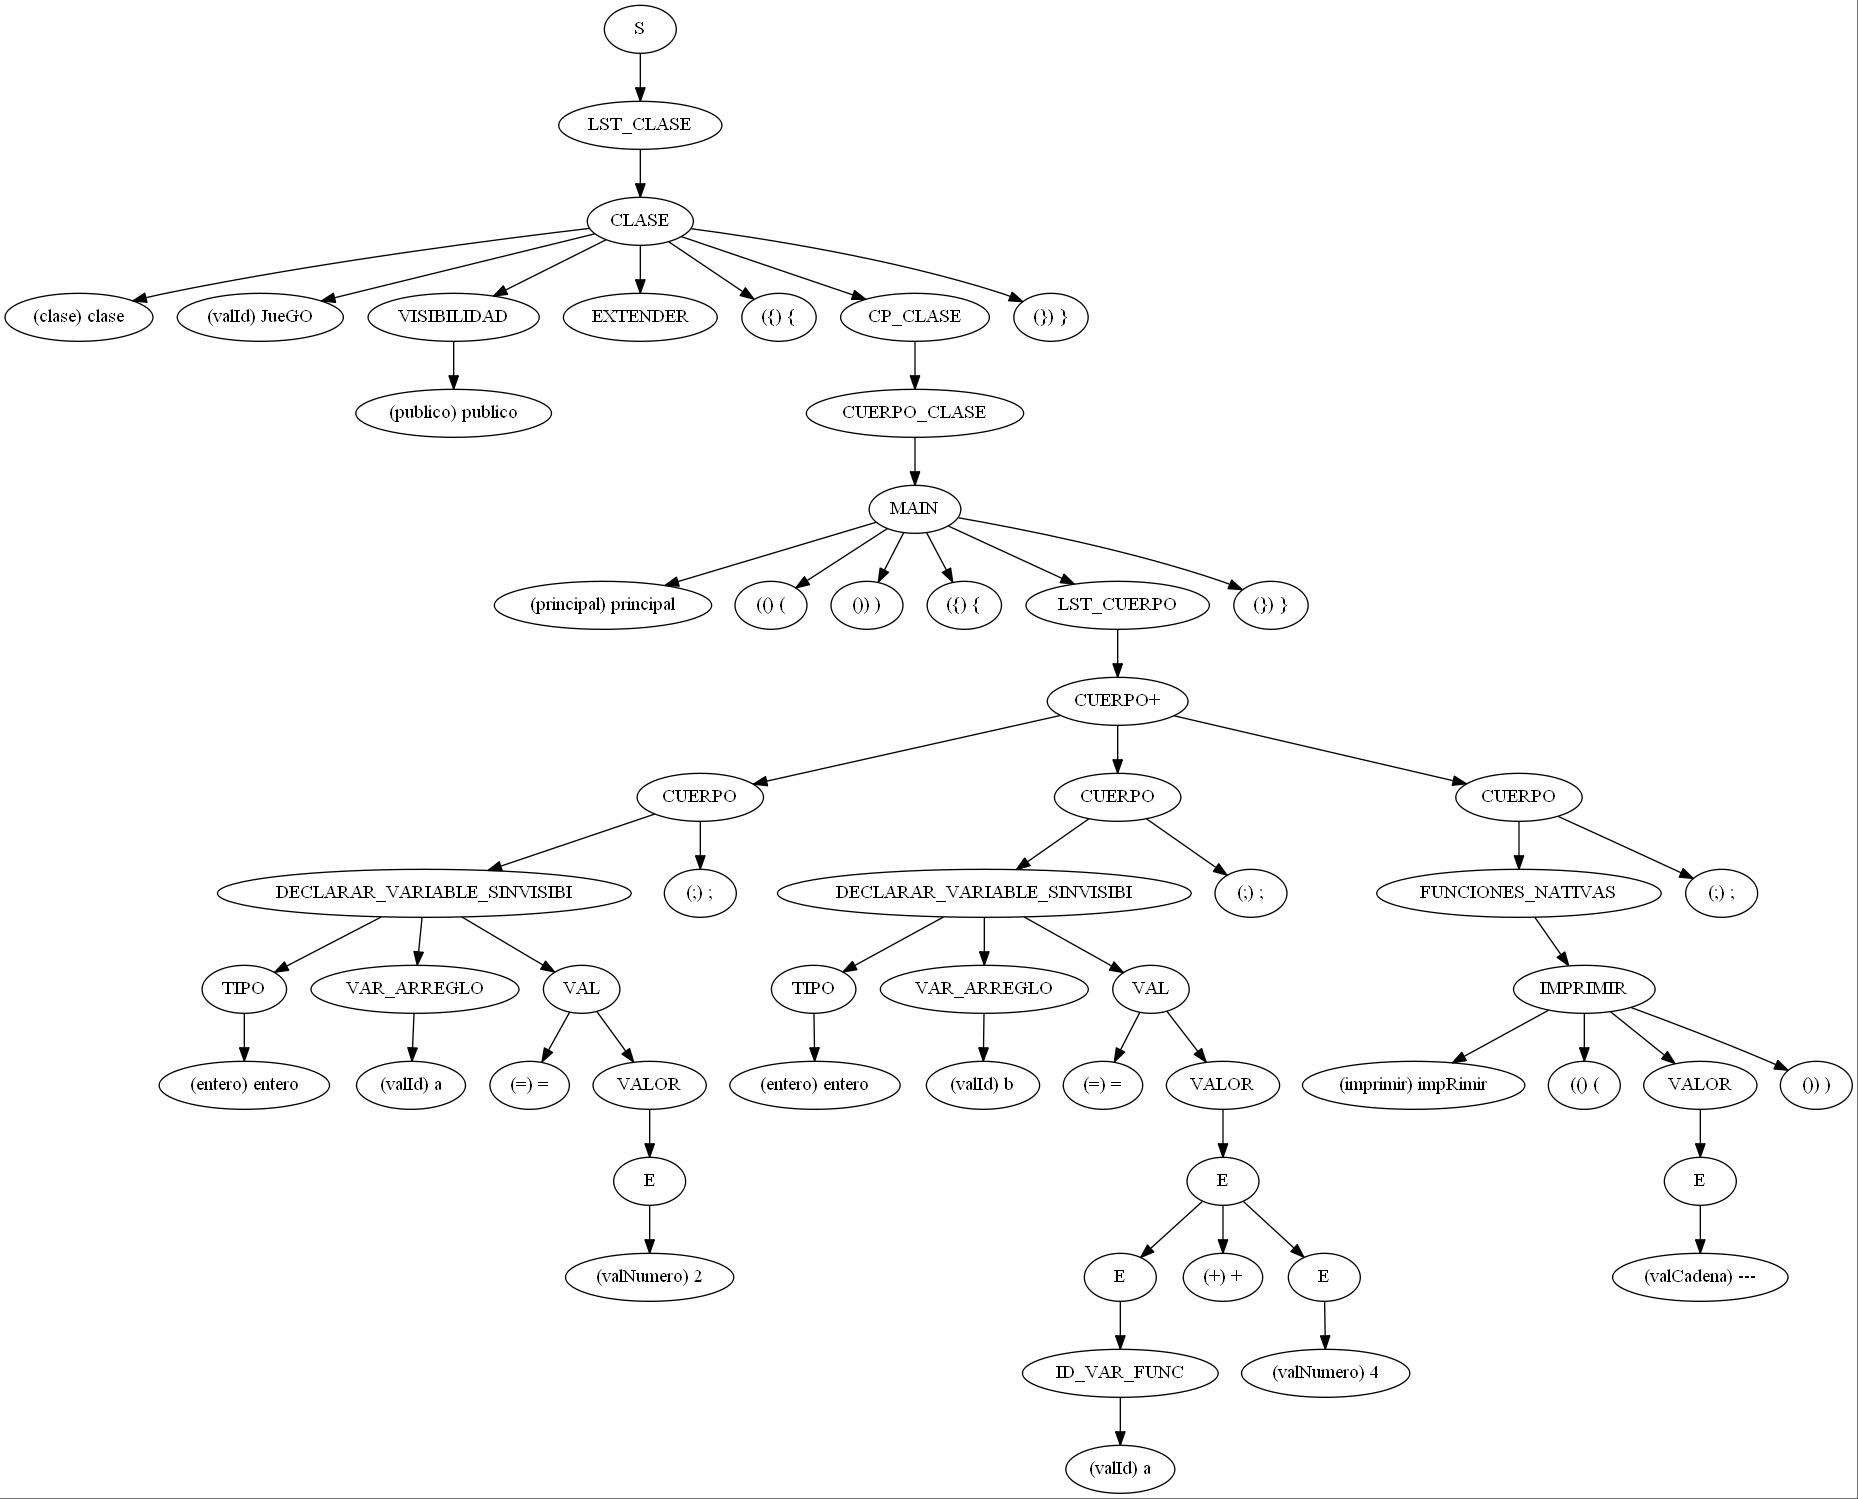 S
LST_CLASE
CLASE
(clase) clase
(valId) JueGO
VISIBILIDAD
EXTENDER
({) {
CP_CLASE
(}) }
(publico) publico
CUERPO_CLASE
MAIN
(principal) principal
(() (
()) )
({) {
LST_CUERPO
(}) }
CUERPO+
CUERPO
CUERPO
CUERPO
DECLARAR_VARIABLE_SINVISIBI
(;) ;
DECLARAR_VARIABLE_SINVISIBI
(;) ;
FUNCIONES_NATIVAS
(;) ;
TIPO
VAR_ARREGLO
VAL
TIPO
VAR_ARREGLO
VAL
IMPRIMIR
(entero) entero
(valId) a
(=) =
VALOR
(entero) entero
(valId) b
(=) =
VALOR
(imprimir) impRimir
(() (
VALOR
()) )
E
E
E
(valNumero) 2
E
(+) +
E
(valCadena) ---
ID_VAR_FUNC
(valNumero) 4
(valId) a